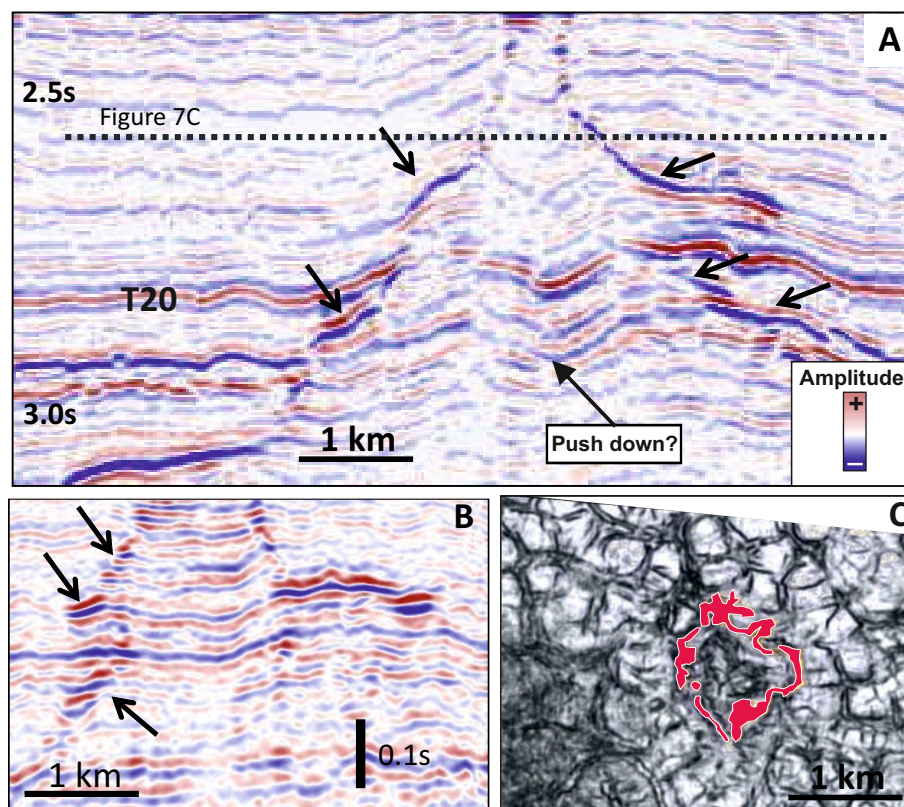 A
2.5s
Figure 7C
T20
3.0s
1 km
Push down?
Amplitude
+
−
B
0.1s
1 km
C
1 km